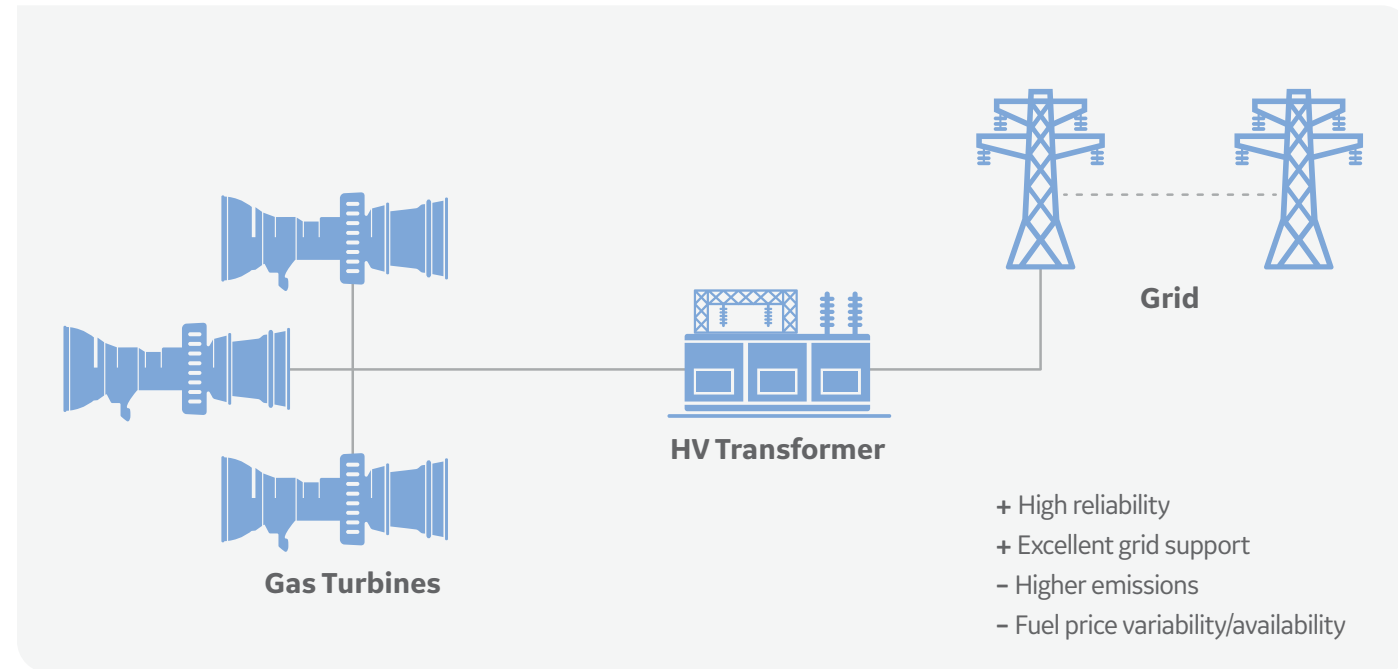 Grid
HV Transformer
Gas Turbines
+ High reliability
+ Excellent grid support
– Higher emissions
– Fuel price variability/availability